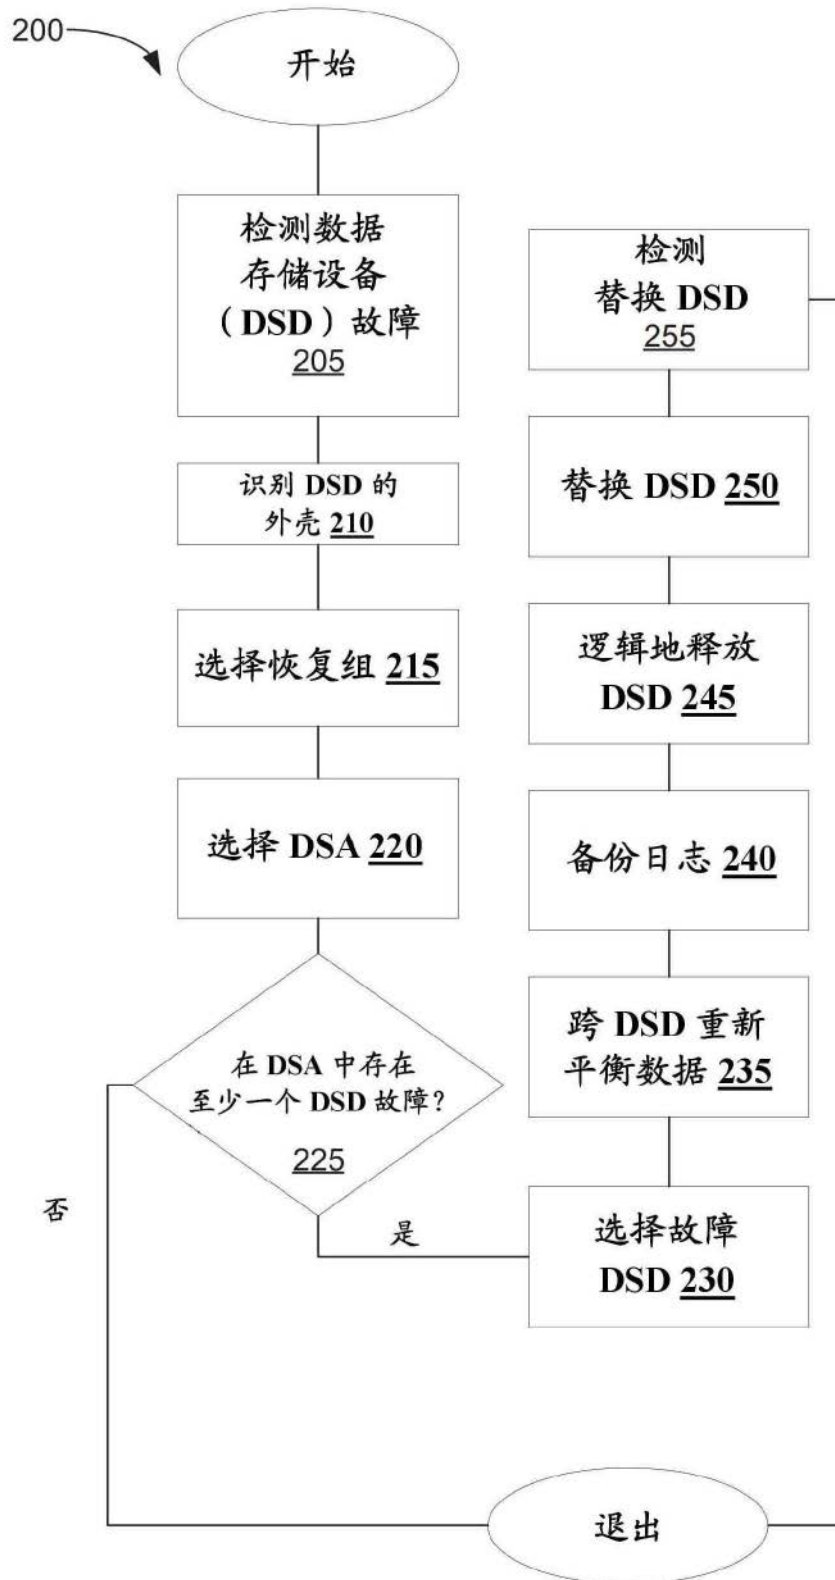 200
开始
检测数据
存储设备
（DSD）故障
205
识别 DSD 的
外壳 210
选择恢复组 215
选择 DSA 220
在 DSA 中存在
至少一个 DSD 故障？
225
否
是
检测
替换 DSD
255
替换 DSD 250
逻辑地释放
DSD 245
备份日志 240
跨 DSD 重新
平衡数据 235
选择故障
DSD 230
退出